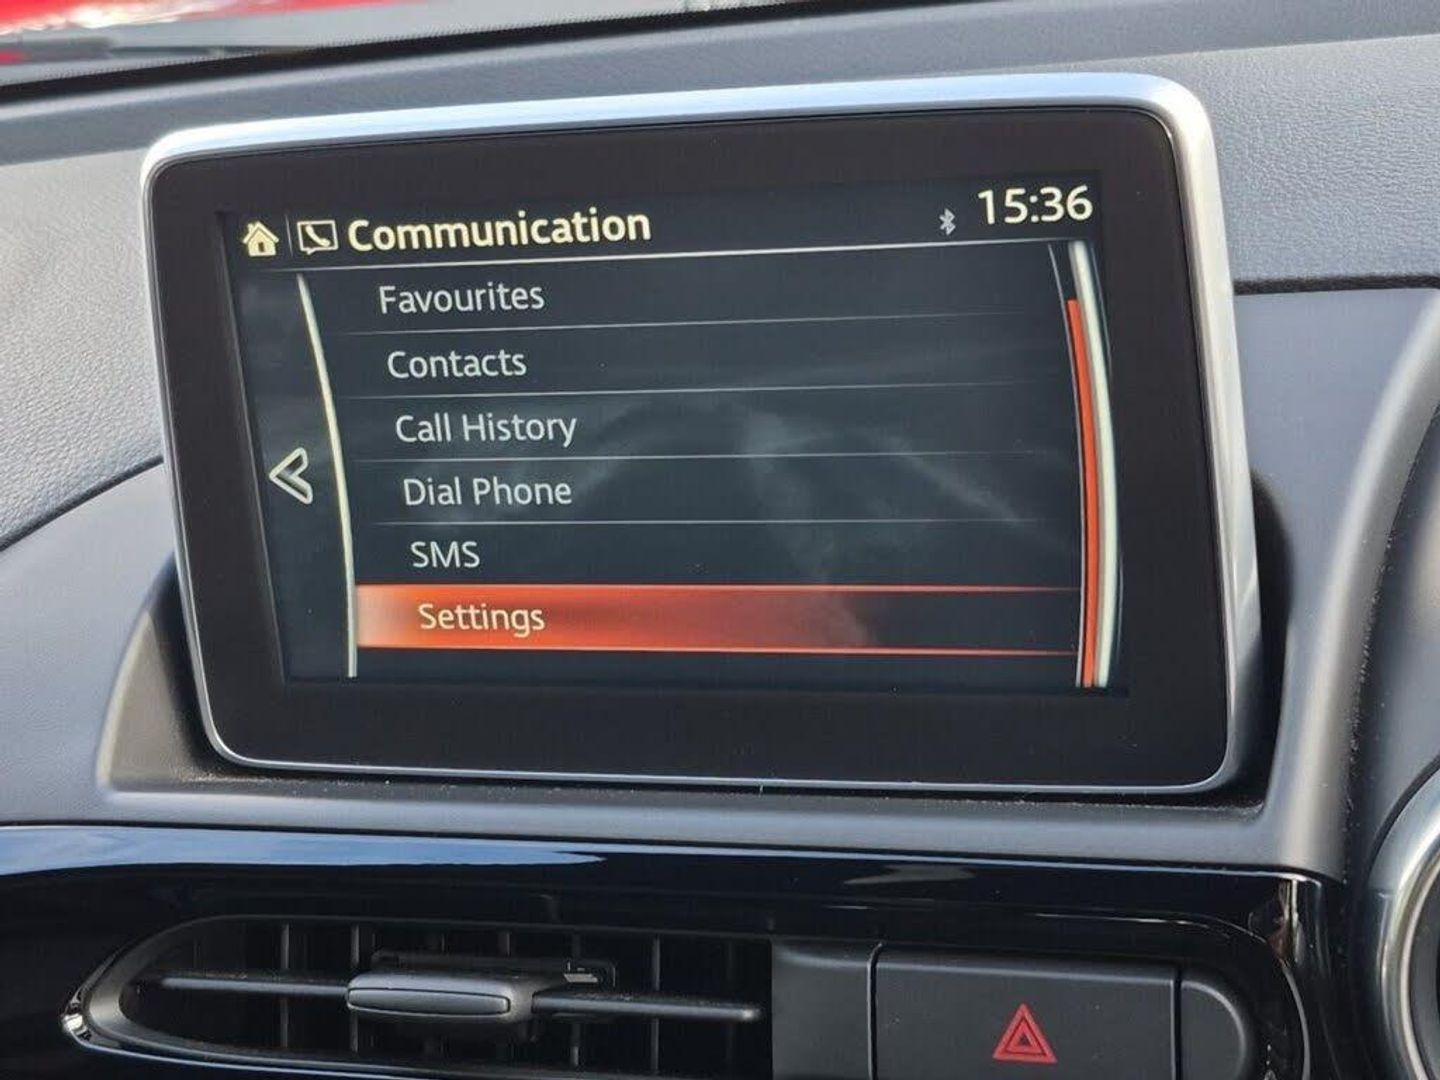 Communication 15:36
Favourites
Contacts
Call History
Dial Phone
SMS
Settings